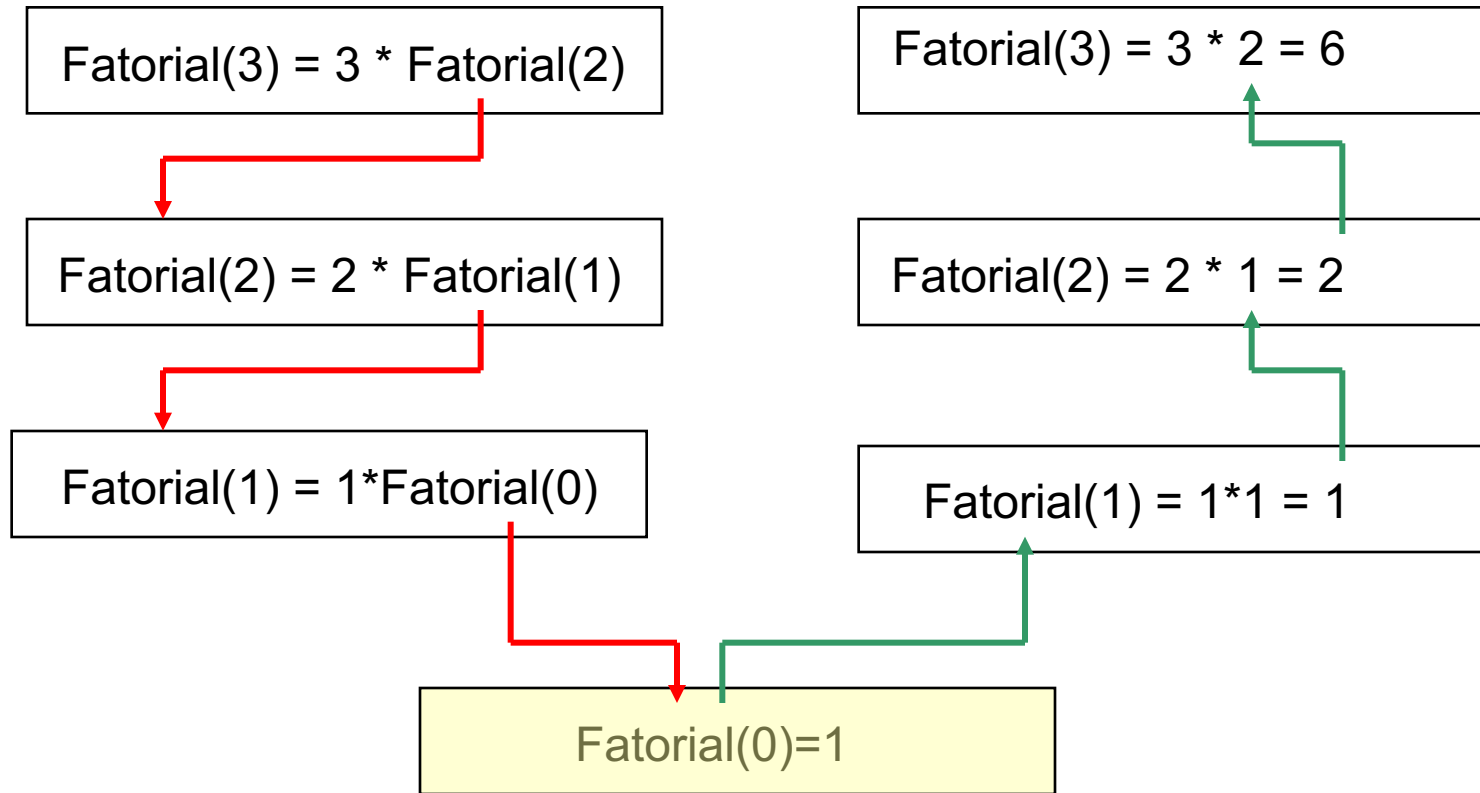 Fatorial(3) = 3 * Fatorial(2)
Fatorial(2) = 2 * Fatorial(1)
Fatorial(1) = 1*Fatorial(0)
Fatorial(0)=1
Fatorial(1) = 1*1 = 1
Fatorial(2) = 2 * 1 = 2
Fatorial(3) = 3 * 2 = 6